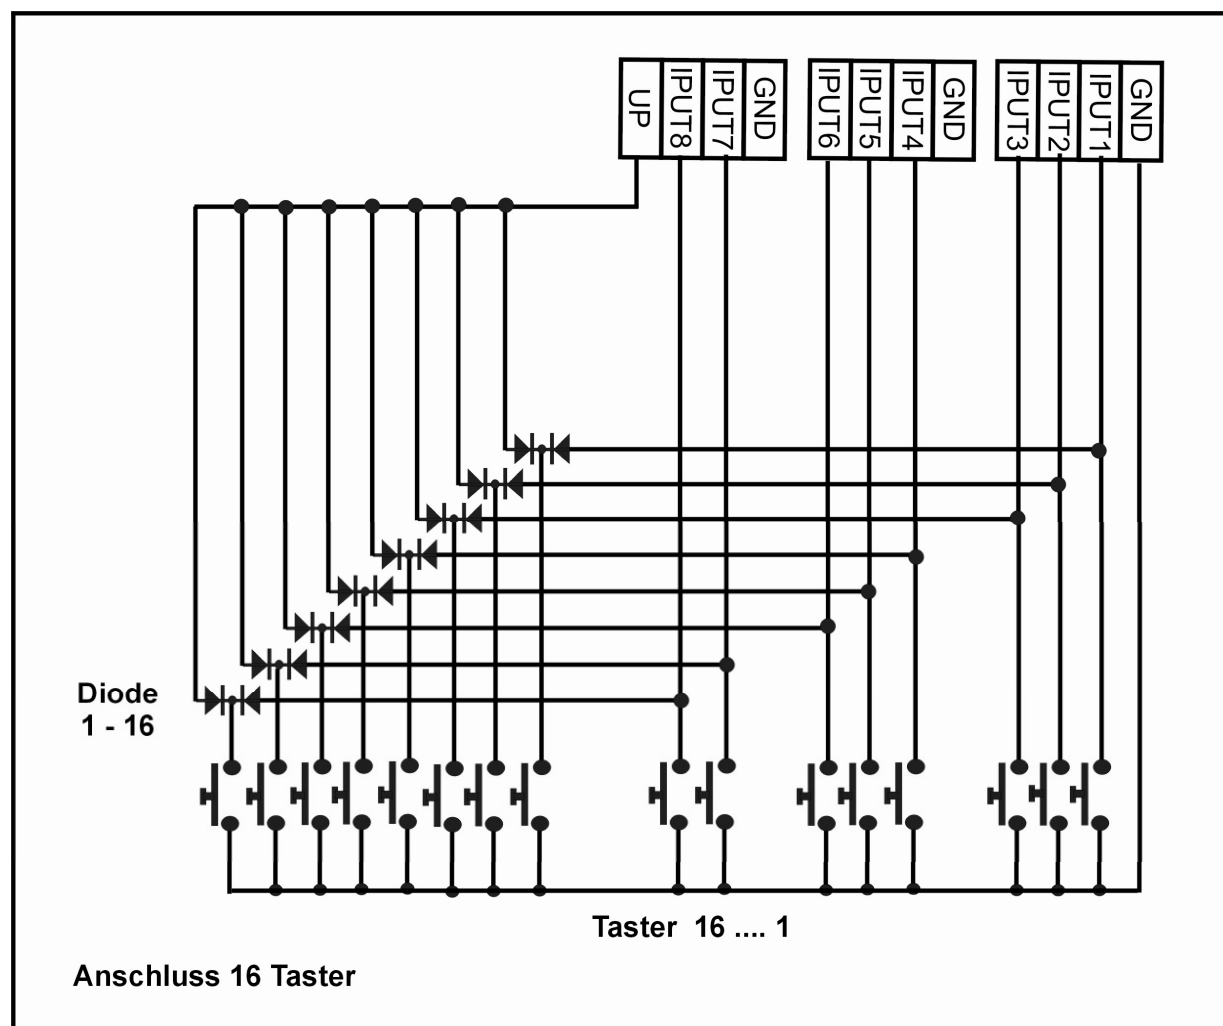 UP
IPUT8
IPUT7
GND
IPUT6
IPUT5
IPUT4
GND
IPUT3
IPUT2
IPUT1
GND
Diode
1 - 16
Taster 16 .... 1
Anschluss 16 Taster